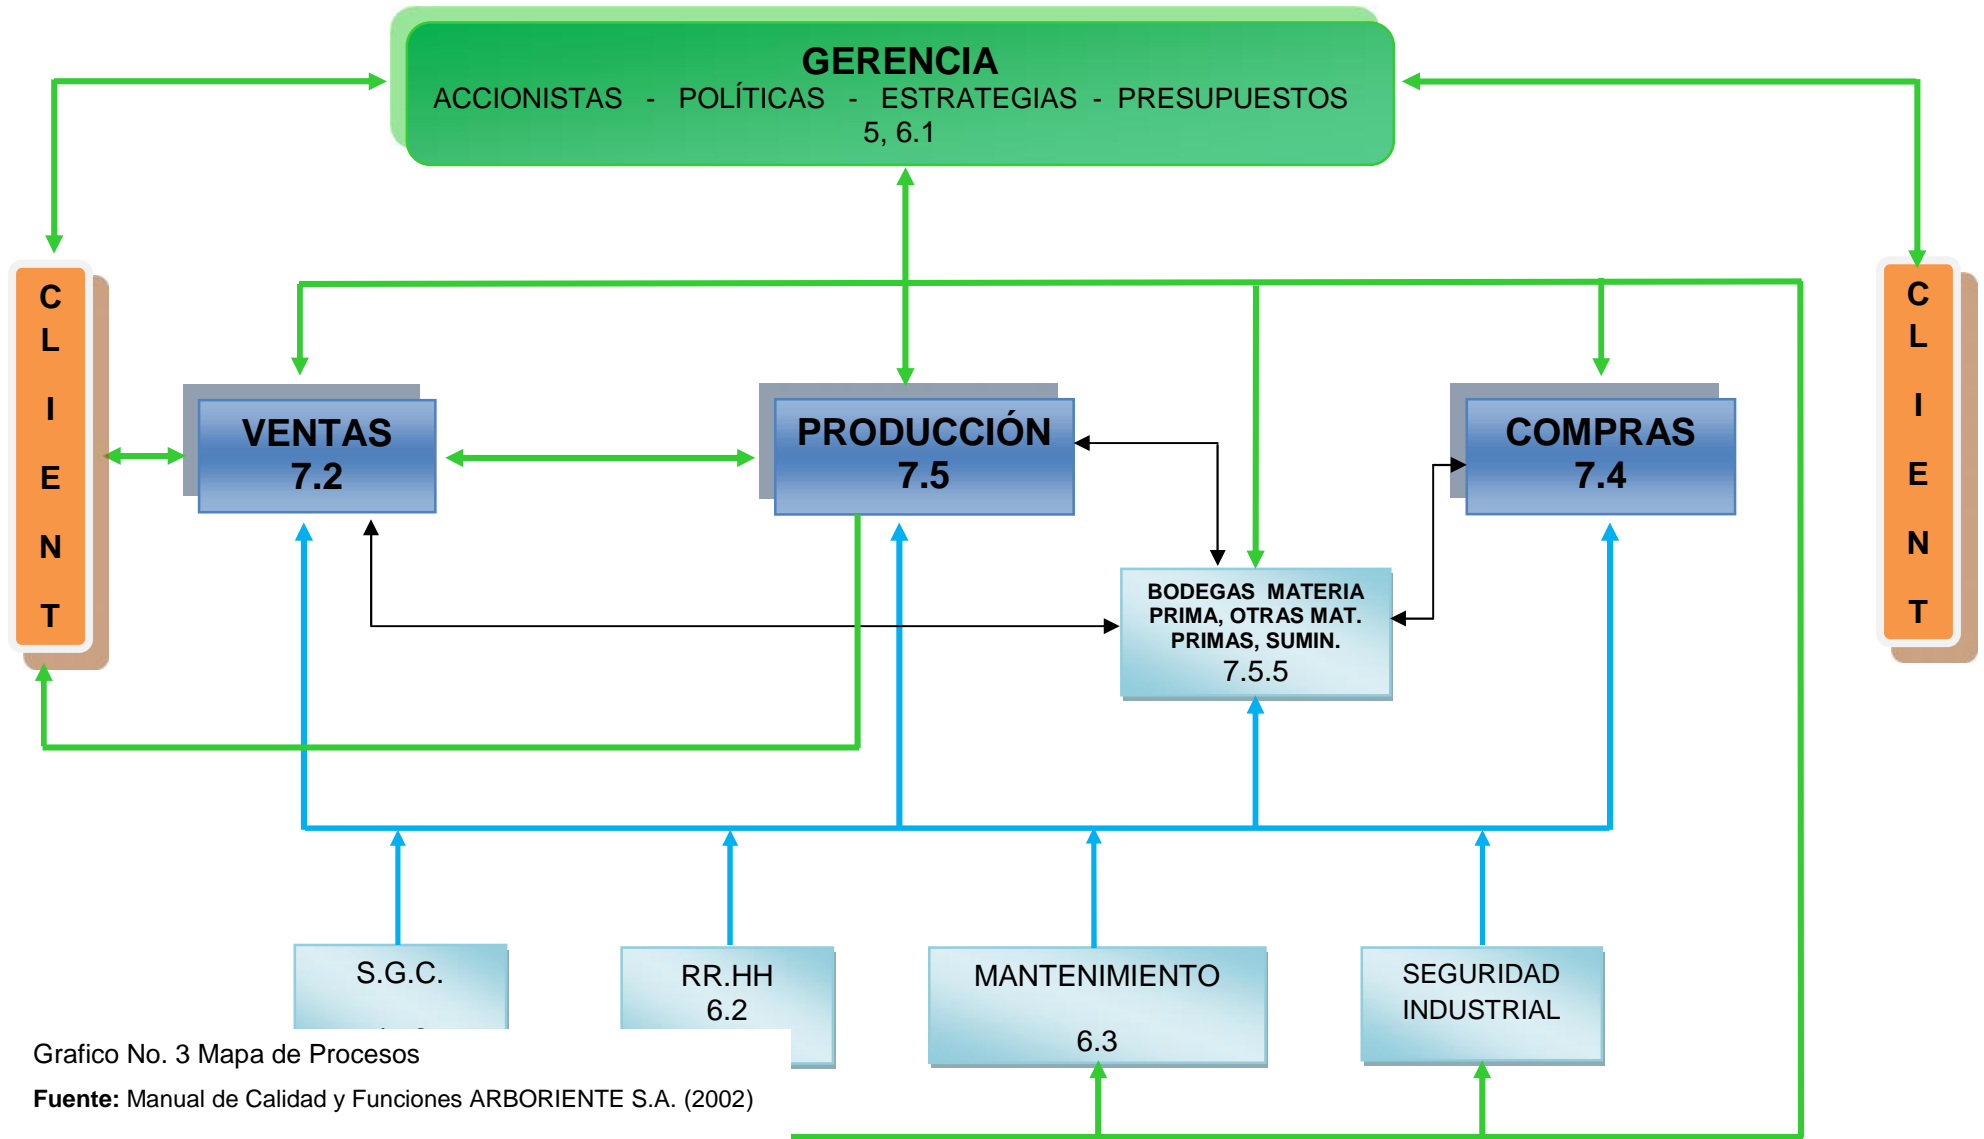 GERENCIA
ACCIONISTAS - POLÍTICAS - ESTRATEGIAS - PRESUPUESTOS
5, 6.1
C
L
I
E
N
T
VENTAS
7.2
PRODUCCIÓN
7.5
COMPRAS
7.4
C
L
I
E
N
T
BODEGAS MATERIA
PRIMA, OTRAS MAT.
PRIMAS, SUMIN.
7.5.5
S.G.C.
RR.HH
6.2
MANTENIMIENTO
6.3
SEGURIDAD
INDUSTRIAL
Grafico No. 3 Mapa de Procesos
Fuente: Manual de Calidad y Funciones ARBORIENTE S.A. (2002)